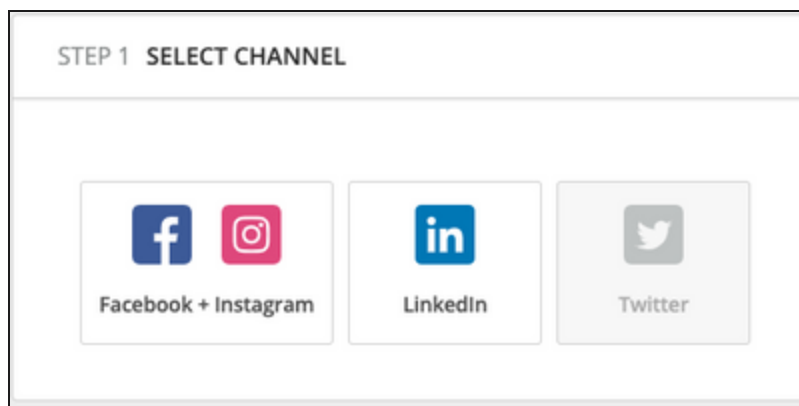 STEP 1 SELECT CHANNEL
Facebook + Instagram
LinkedIn
Twitter